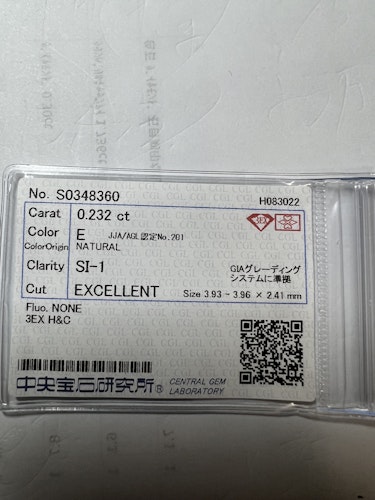 No. S0348360
H083022
Carat 0.232 ct
Color E JJA/AGL認定No.201
ColorOrigin NATURAL
Clarity SI-1
GIAグレーディング
システムに準拠
Cut EXCELLENT
Size 3.93 - 3.96 × 2.41 mm
Fluo. NONE
3EX H&C
中央宝石研究所®
CENTRAL GEM
LABORATORY